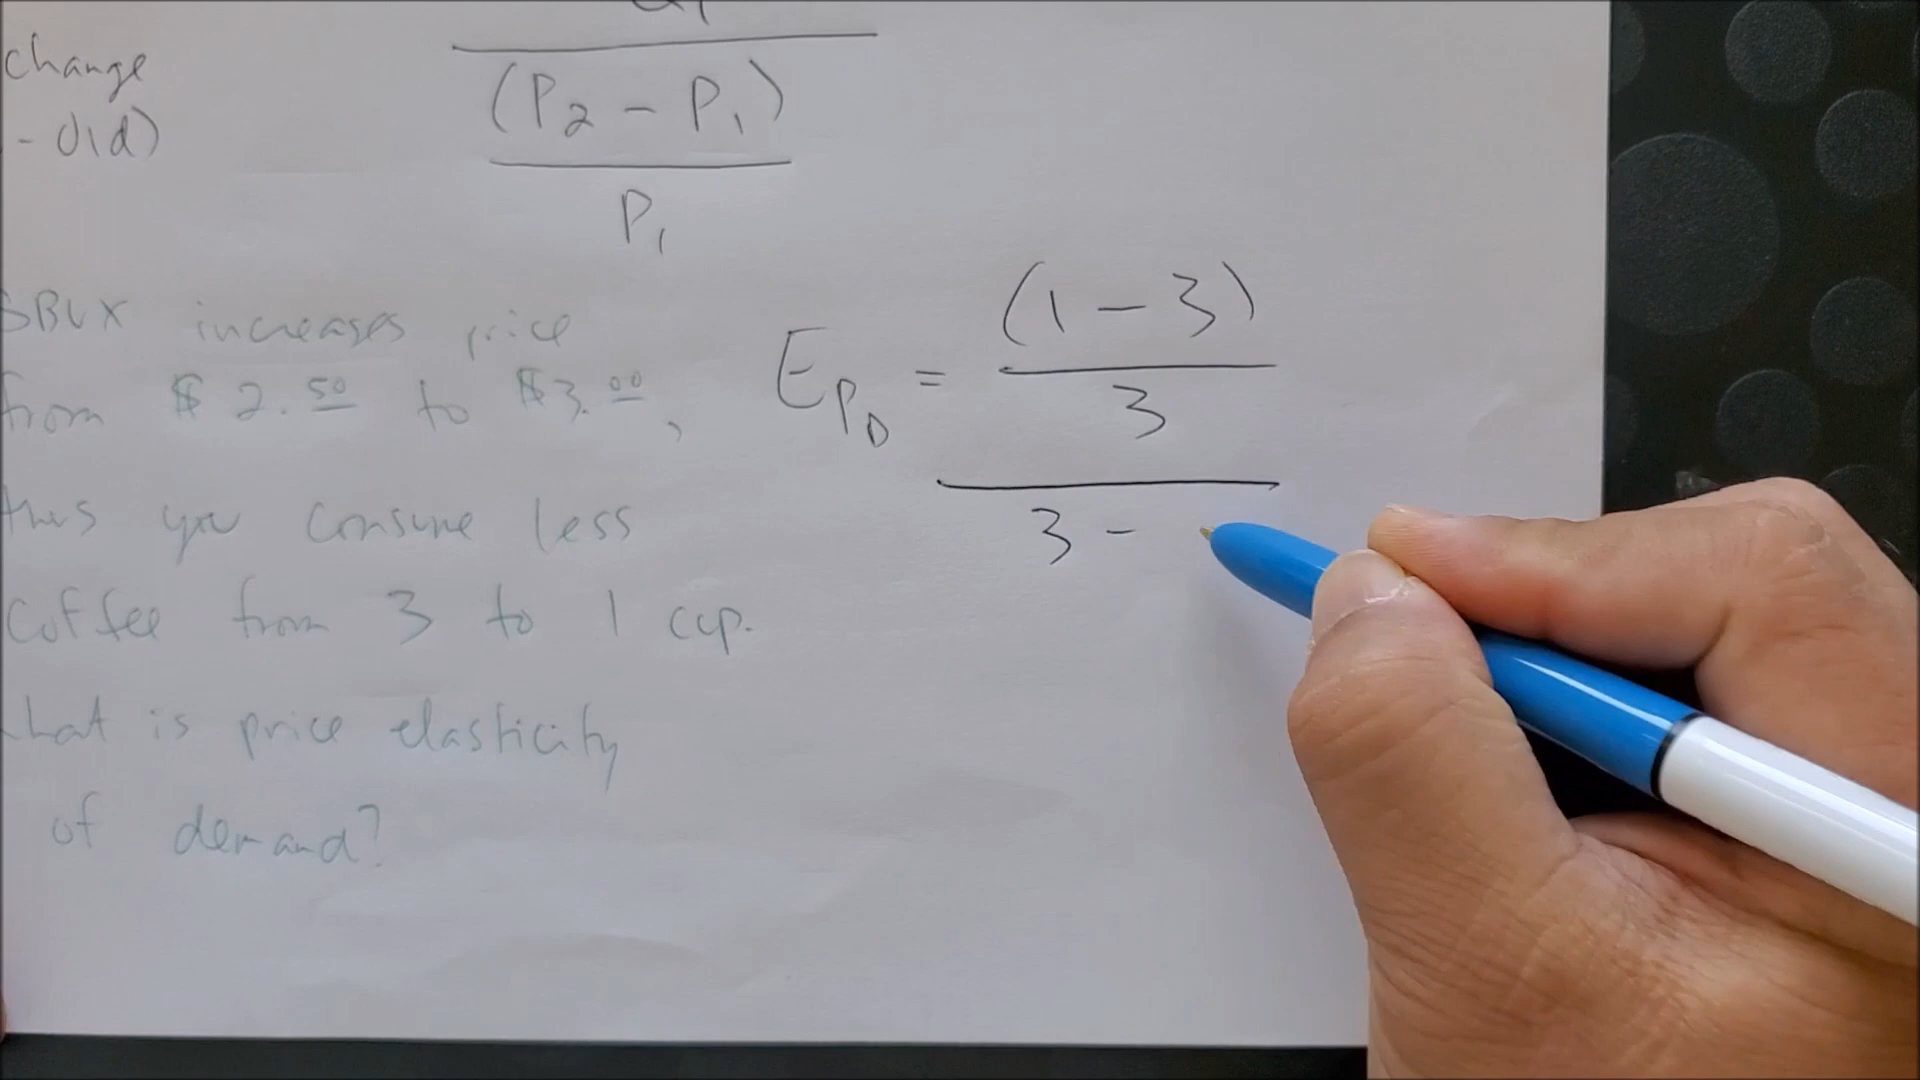 change
- Old)
(P2 - P1)
P1
SBUX increases price
from $2.50 to $3.00,
thus you consume less
coffee from 3 to 1 cup.
what is price elasticity
of demand?
EPD = (1 - 3)
3
3 -